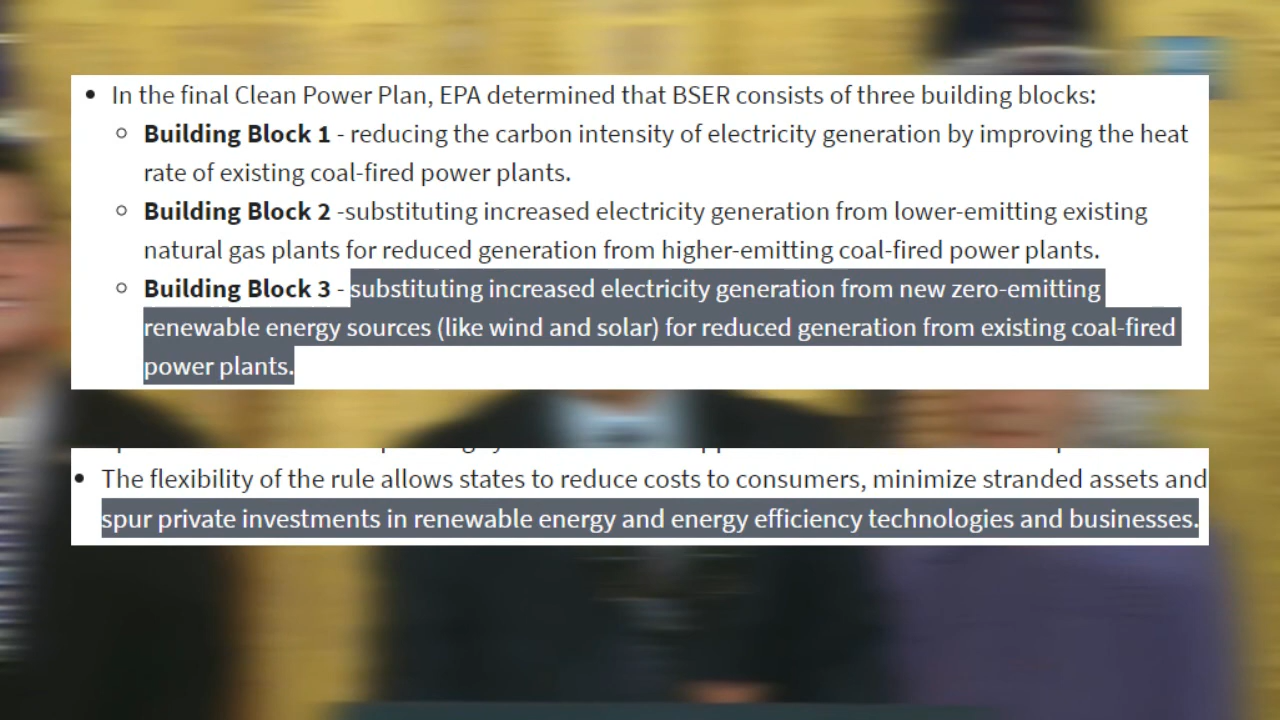 • In the final Clean Power Plan, EPA determined that BSER consists of three building blocks:
○ Building Block 1 - reducing the carbon intensity of electricity generation by improving the heat
rate of existing coal-fired power plants.
○ Building Block 2 -substituting increased electricity generation from lower-emitting existing
natural gas plants for reduced generation from higher-emitting coal-fired power plants.
○ Building Block 3 - substituting increased electricity generation from new zero-emitting
renewable energy sources (like wind and solar) for reduced generation from existing coal-fired
power plants.
• The flexibility of the rule allows states to reduce costs to consumers, minimize stranded assets and
spur private investments in renewable energy and energy efficiency technologies and businesses.